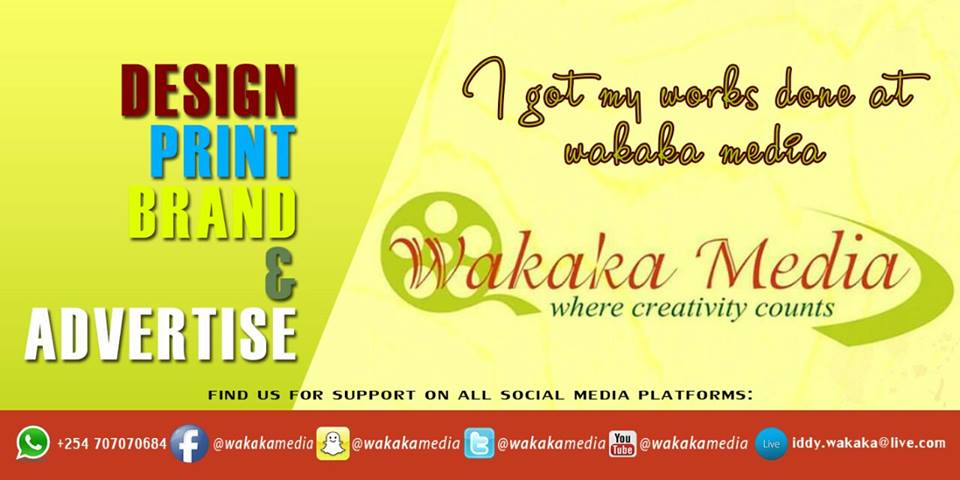 DESIGN
PRINT
BRAND
&
ADVERTISE
I got my works done at
wakaka media
Wakaka Media
where creativity counts
FIND US FOR SUPPORT ON ALL SOCIAL MEDIA PLATFORMS:
+254 707070684 f @wakakamedia @wakakamedia @wakakamedia You Tube @wakakamedia Live iddy.wakaka@live.com